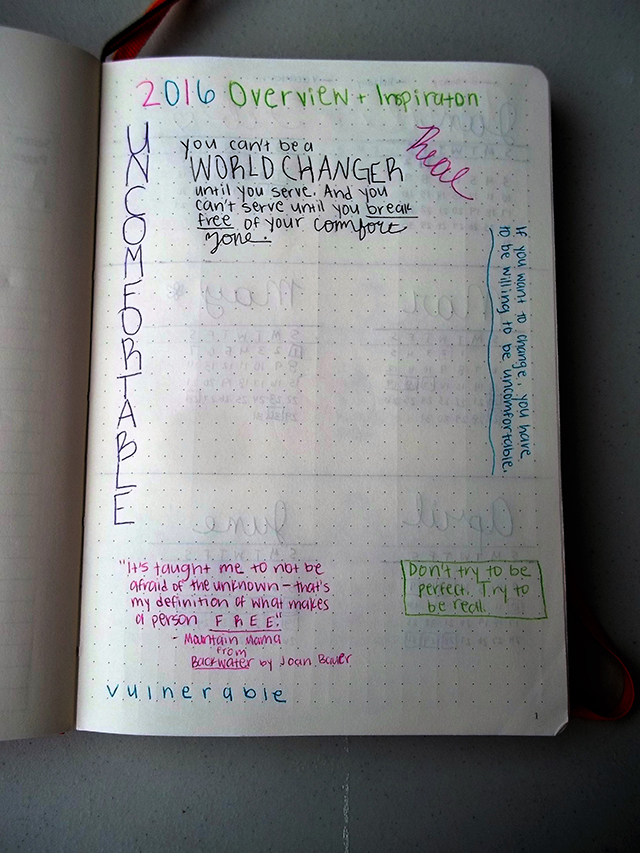 2016 Overview + Inspiraton
UNCOMFORTABLE
you can't be a
WORLD CHANGER
until you serve. And you
can't serve until you break
free of your comfort
zone.
heal
If you want to change, you have
to be willing to be uncomfortable.
"it's taught me to not be
afraid of the unknown – that's
my definition of what makes
a person FREE."
- Mountain mama
from
Backwater by Joan Bauer
Don't try to be
perfect. Try to
be real.
vulnerable
1